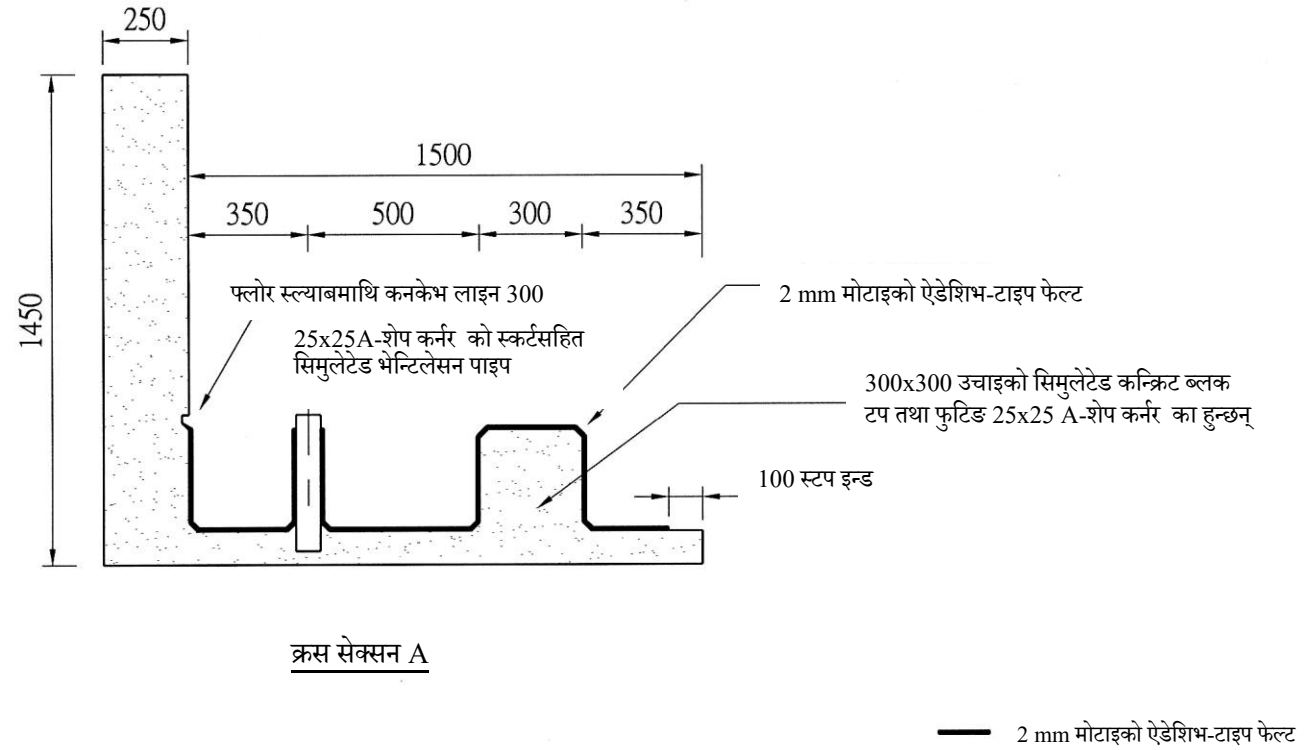 250
1500
350
500
300
350
1450
फ्लोर स्ल्याबमाथि कनकेभ लाइन 300
25x25A-शेप कर्नर को स्कर्टसहित
सिमुलेटेड भेन्टिलेसन पाइप
2 mm मोटाइको ऐडेशिभ-टाइप फेल्ट
300x300 उचाइको सिमुलेटेड कन्क्रिट ब्लक
टप तथा फुटिङ 25x25 A-शेप कर्नर का हुन्छन्
100 स्टप इन्ड
क्रस सेक्सन A
2 mm मोटाइको ऐडेशिभ-टाइप फेल्ट